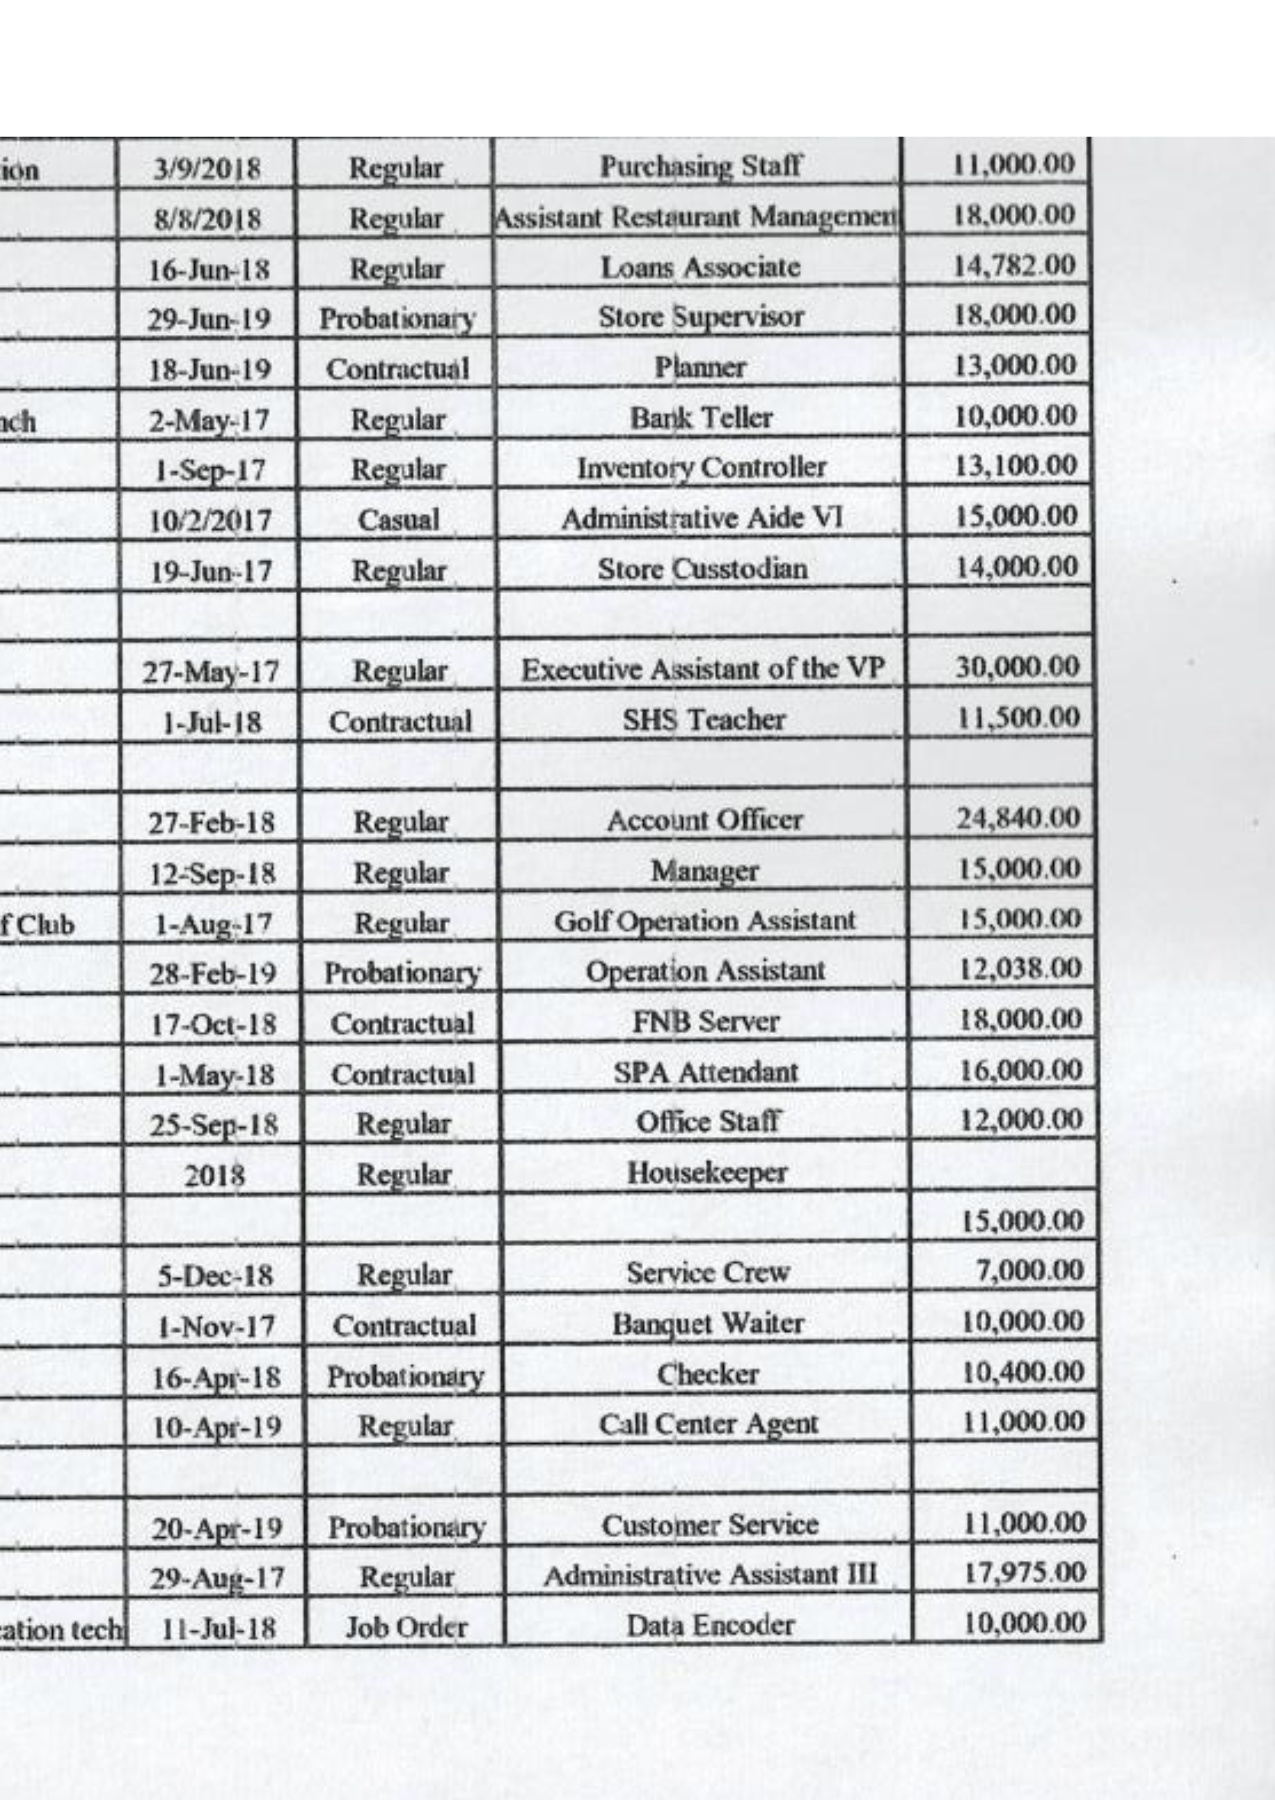 tion 3/9/2018 Regular Purchasing Staff 11,000.00
8/8/2018 Regular Assistant Restaurant Managemen 18,000.00
16-Jun-18 Regular Loans Associate 14,782.00
29-Jun-19 Probationary Store Supervisor 18,000.00
18-Jun-19 Contractual Planner 13,000.00
nch 2-May-17 Regular Bank Teller 10,000.00
1-Sep-17 Regular Inventory Controller 13,100.00
10/2/2017 Casual Administrative Aide VI 15,000.00
19-Jun-17 Regular Store Cusstodian 14,000.00
27-May-17 Regular Executive Assistant of the VP 30,000.00
1-Jul-18 Contractual SHS Teacher 11,500.00
27-Feb-18 Regular Account Officer 24,840.00
12-Sep-18 Regular Manager 15,000.00
f Club 1-Aug-17 Regular Golf Operation Assistant 15,000.00
28-Feb-19 Probationary Operation Assistant 12,038.00
17-Oct-18 Contractual FNB Server 18,000.00
1-May-18 Contractual SPA Attendant 16,000.00
25-Sep-18 Regular Office Staff 12,000.00
2018 Regular Housekeeper
15,000.00
5-Dec-18 Regular Service Crew 7,000.00
1-Nov-17 Contractual Banquet Waiter 10,000.00
16-Apr-18 Probationary Checker 10,400.00
10-Apr-19 Regular Call Center Agent 11,000.00
20-Apr-19 Probationary Customer Service 11,000.00
29-Aug-17 Regular Administrative Assistant III 17,975.00
cation tech 11-Jul-18 Job Order Data Encoder 10,000.00